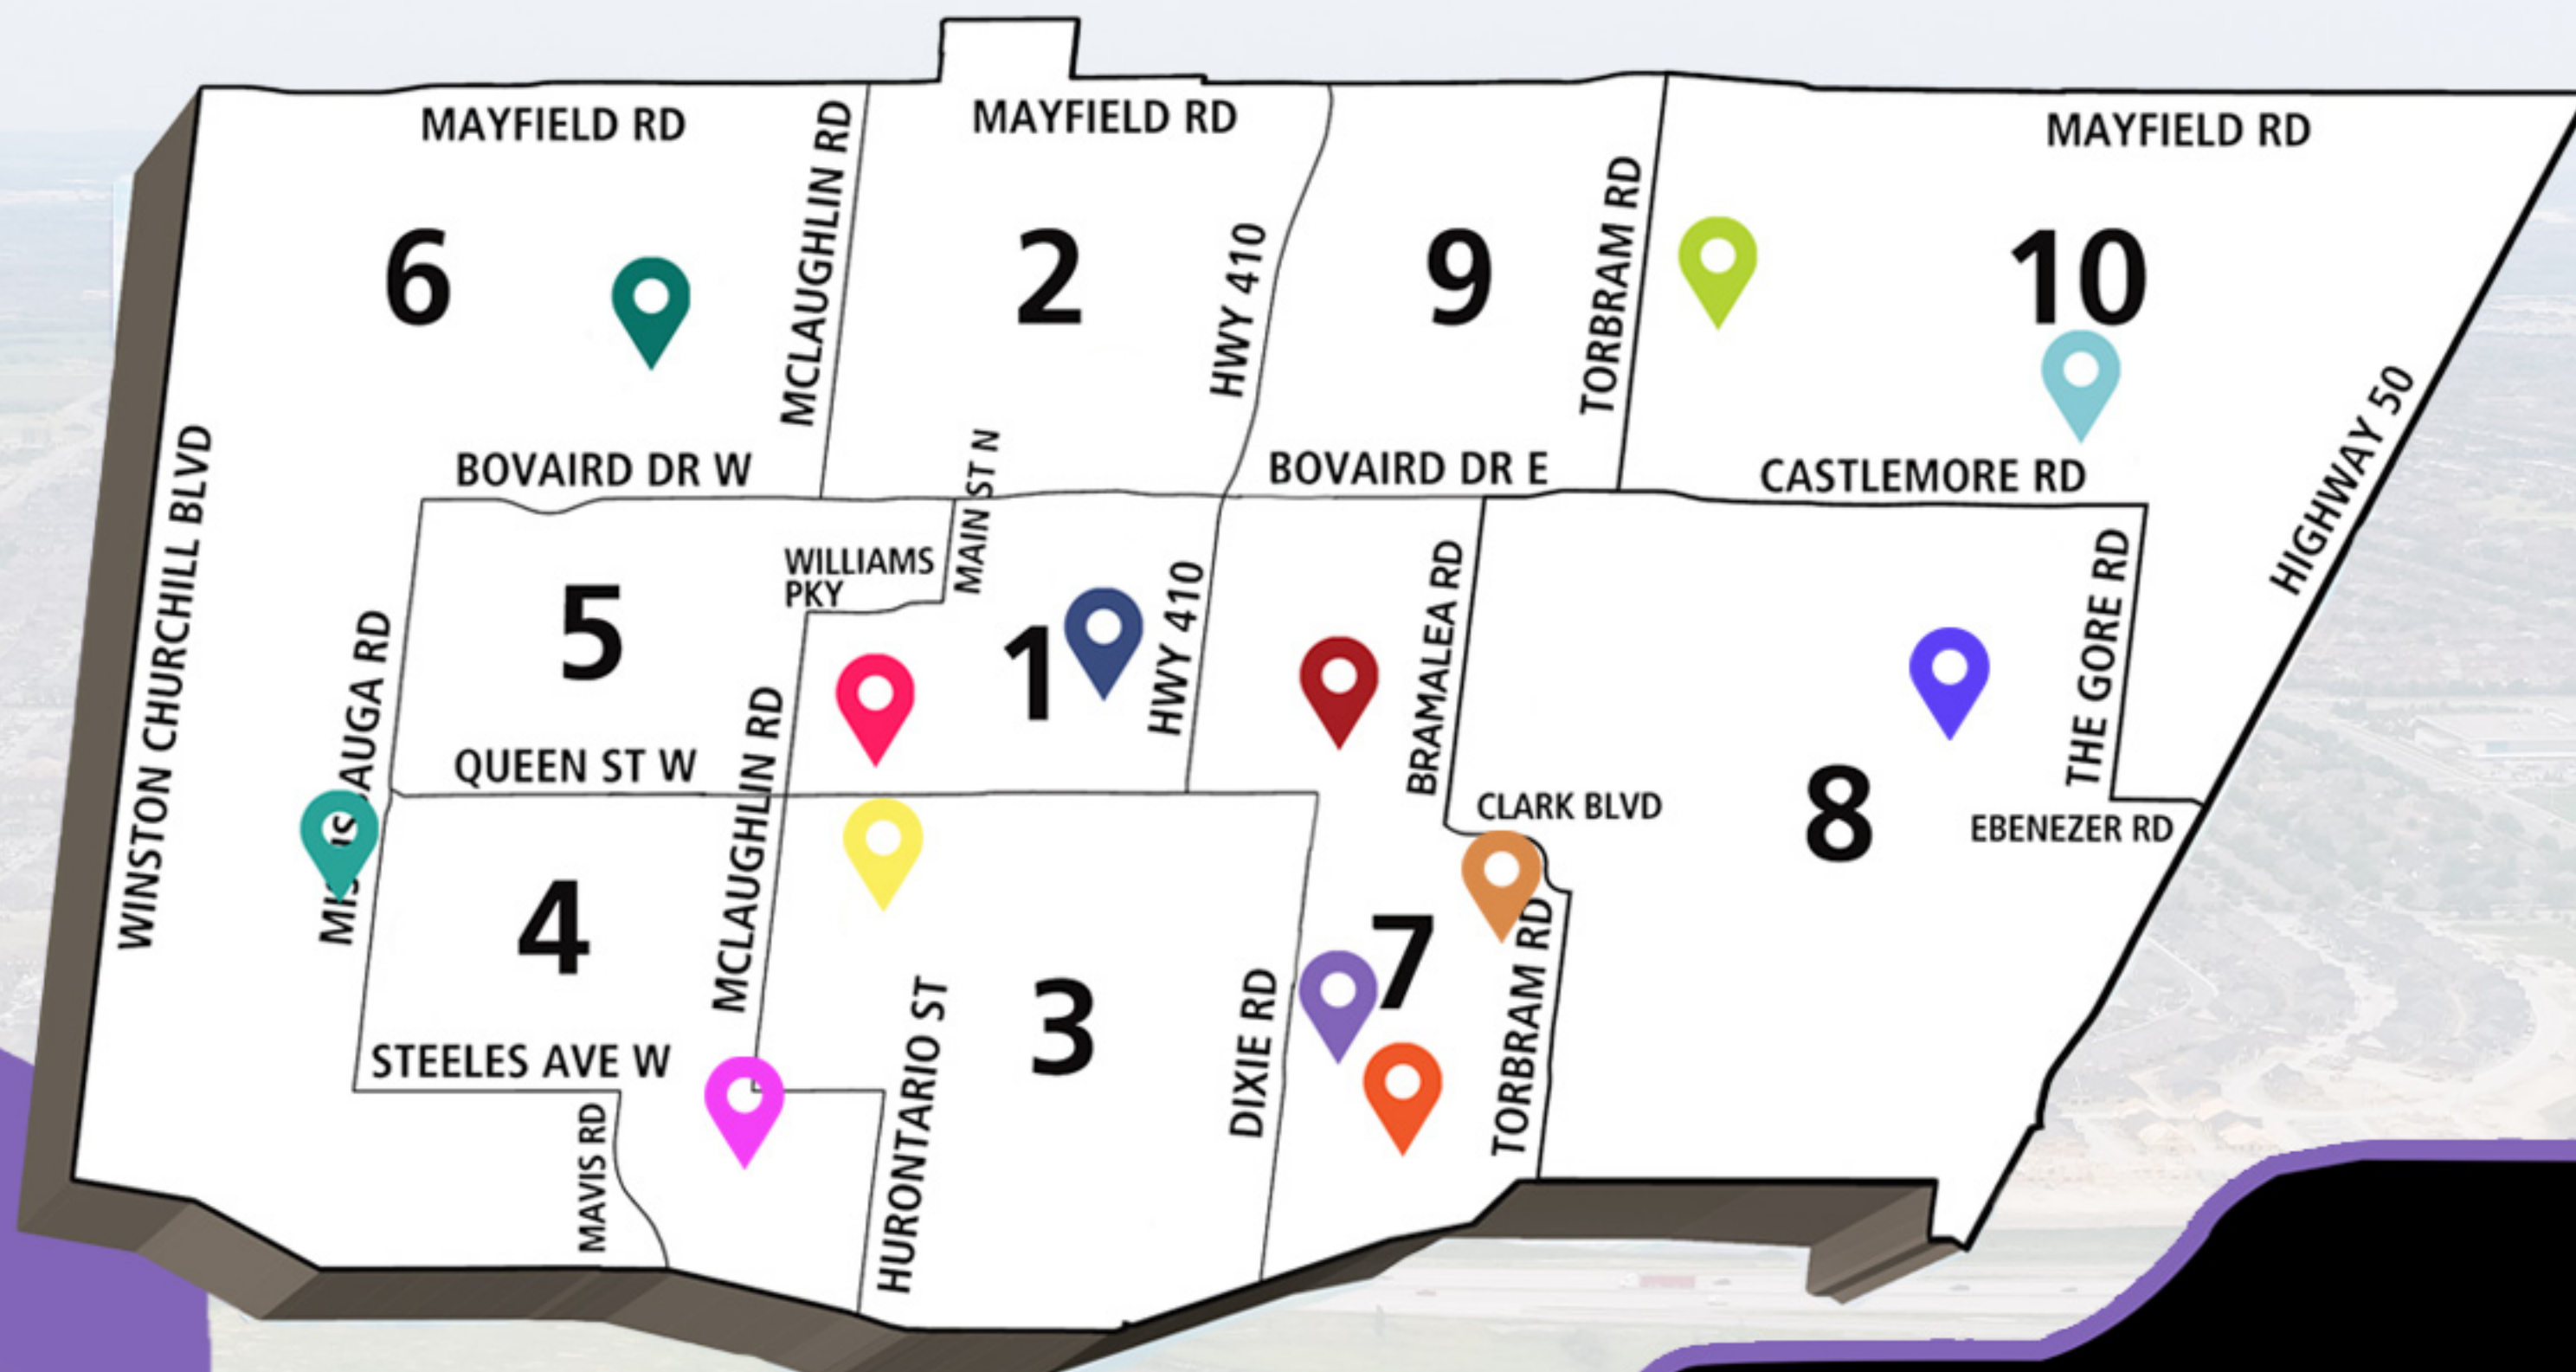 MAYFIELD RD
MAYFIELD RD
MAYFIELD RD
MCLAUGHLIN RD
6
2
HWY 410
9
TORBRAM RD
10
HIGHWAY 50
BOVAIRD DR W
MAIN ST N
BOVAIRD DR E
CASTLEMORE RD
WINSTON CHURCHILL BLVD
WILLIAMS
PKY
5
1
HWY 410
BRAMALEA RD
THE GORE RD
QUEEN ST W
MCLAUGHLIN RD
CLARK BLVD
8
EBENEZER RD
4
7
3
DIXIE RD
TORBRAM RD
STEELES AVE W
HURONTARIO ST
MAVIS RD